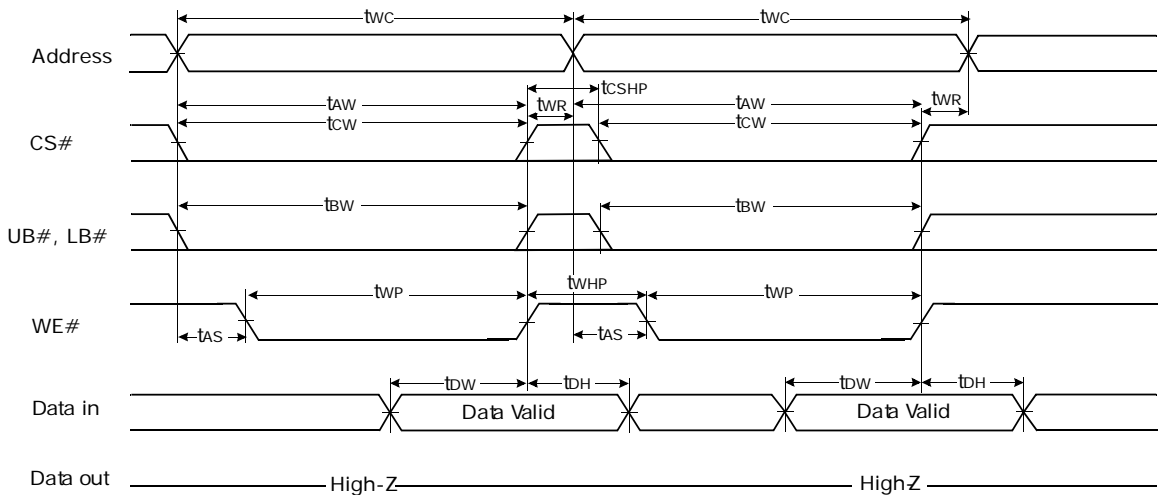 tWC tWC
Address
tCSHP
tAW tWR tAW tWR
tCW tCW
CS#
tBW tBW
UB#, LB#
tWP tWHP tWP
WE#
tAS tAS
tDW tDH tDW tDH
Data in Data Valid Data Valid
Data out High-Z High-Z